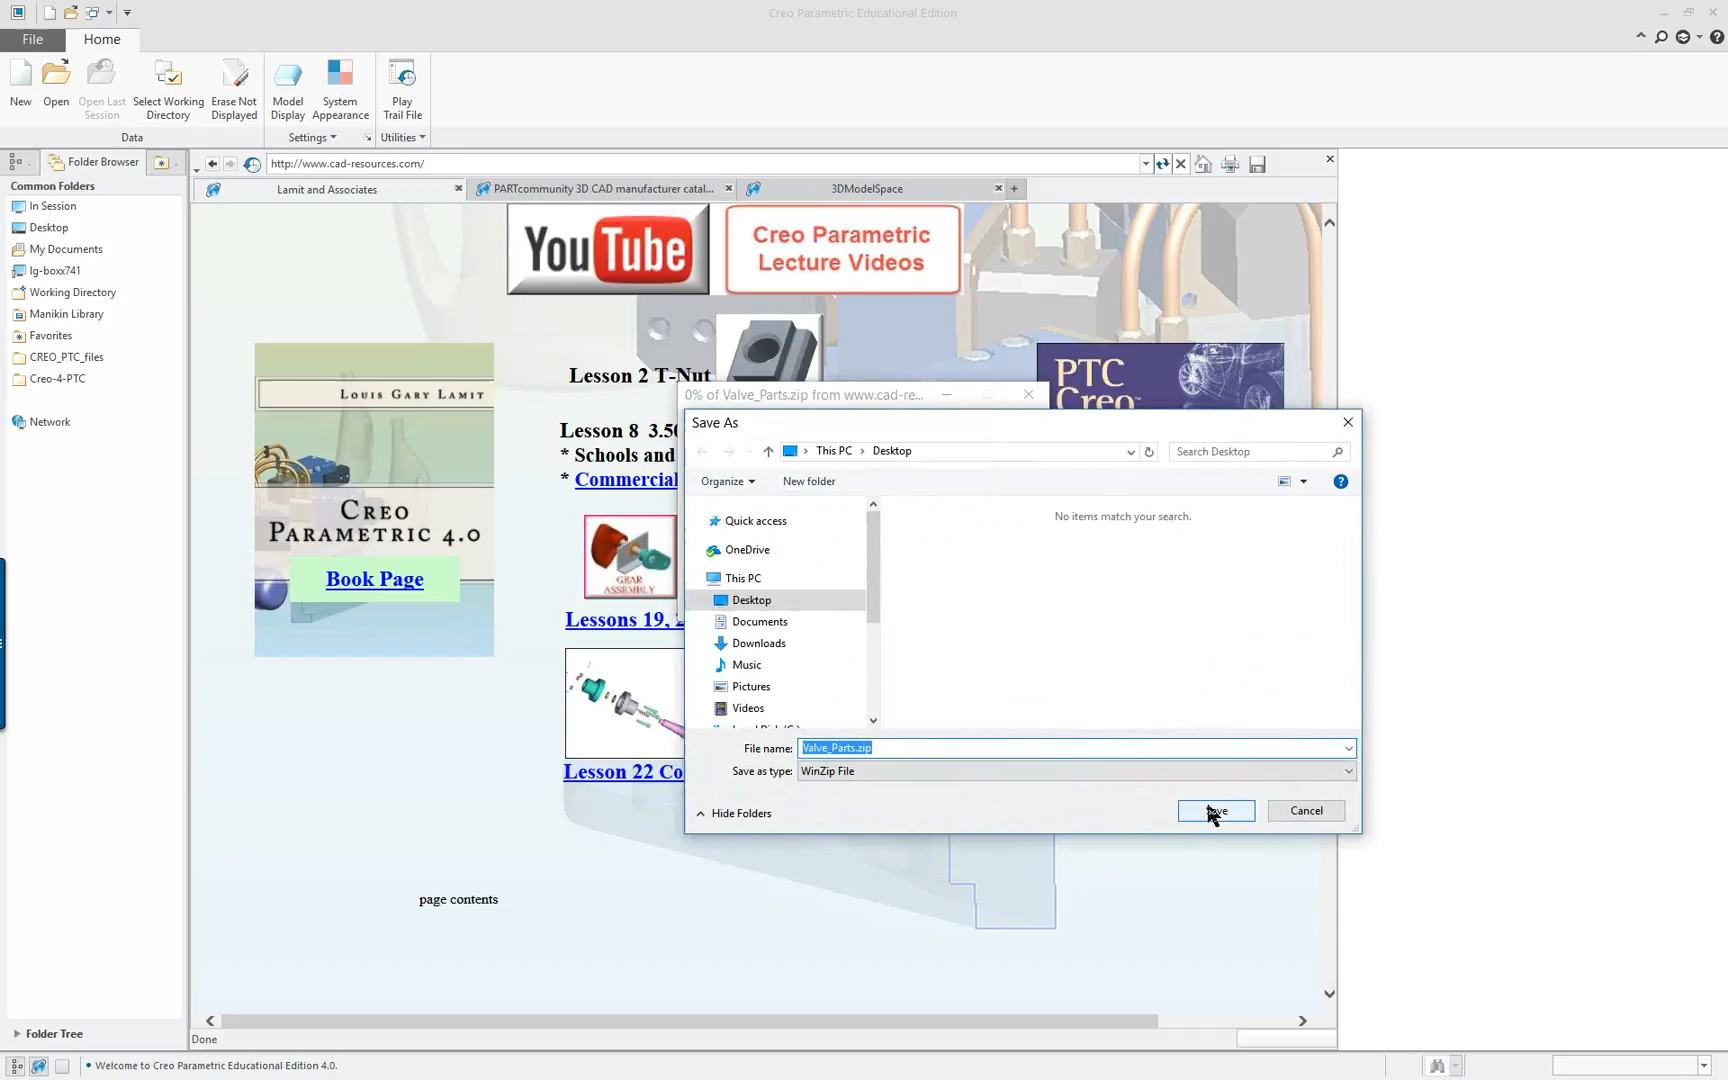 Creo Parametric Educational Edition
File
Home
New
Open
Open Last
Session
Select Working
Directory
Erase Not
Displayed
Model
Display
System
Appearance
Play
Trail File
Data
Settings
Utilities
Folder Browser
http://www.cad-resources.com/
Common Folders
Lamit and Associates
PARTcommunity 3D CAD manufacturer catal...
3DModelSpace
In Session
Desktop
My Documents
lg-boxx741
Working Directory
Manikin Library
Favorites
CREO_PTC_files
Creo-4-PTC
Network
Folder Tree
YouTube
Creo Parametric
Lecture Videos
LOUIS GARY LAMIT
CREO
PARAMETRIC 4.0
Book Page
Lesson 2 T-Nut
Lesson 8 3.50
* Schools and
* Commercial
GEAR
ASSEMBLY
Lessons 19, 2
Lesson 22 Co
page contents
PTC
Creo™
0% of Valve_Parts.zip from www.cad-re...
Save As
This PC > Desktop
Search Desktop
Organize
New folder
Quick access
OneDrive
This PC
Desktop
Documents
Downloads
Music
Pictures
Videos
No items match your search.
File name: Valve_Parts.zip
Save as type: WinZip File
Hide Folders
Cancel
Done
• Welcome to Creo Parametric Educational Edition 4.0.